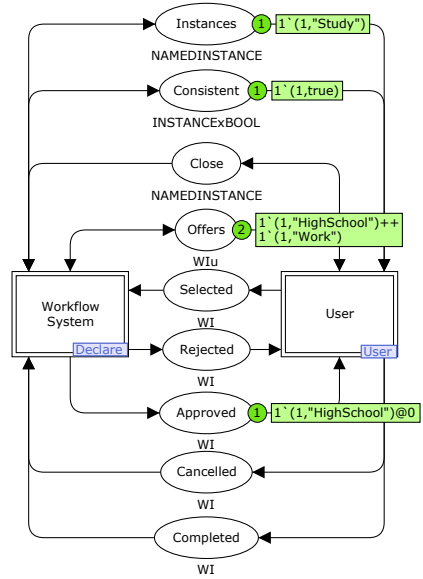 Instances
1
1`(1,"Study")
NAMEDINSTANCE
Consistent
1
1`(1,true)
INSTANCExBOOL
Close
NAMEDINSTANCE
Offers
2
1`(1,"HighSchool")++
1`(1,"Work")
WIu
Workflow
System
Declare
Selected
WI
User
User
Rejected
WI
Approved
1
1`(1,"HighSchool")@0
WI
Cancelled
WI
Completed
WI